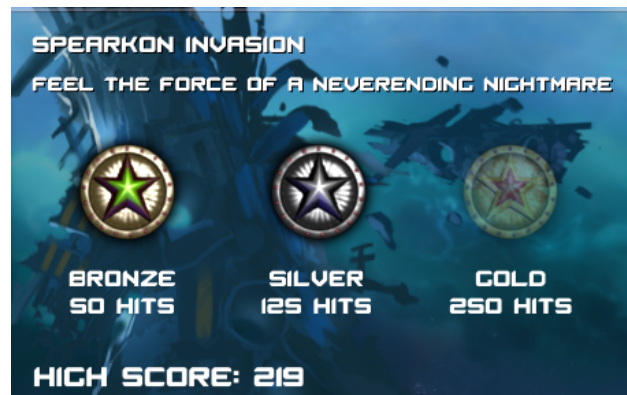 SPEARKON INVASION
FEEL THE FORCE OF A NEVERENDING NIGHTMARE
BRONZE SILVER GOLD
50 HITS 125 HITS 250 HITS
HIGH SCORE: 219